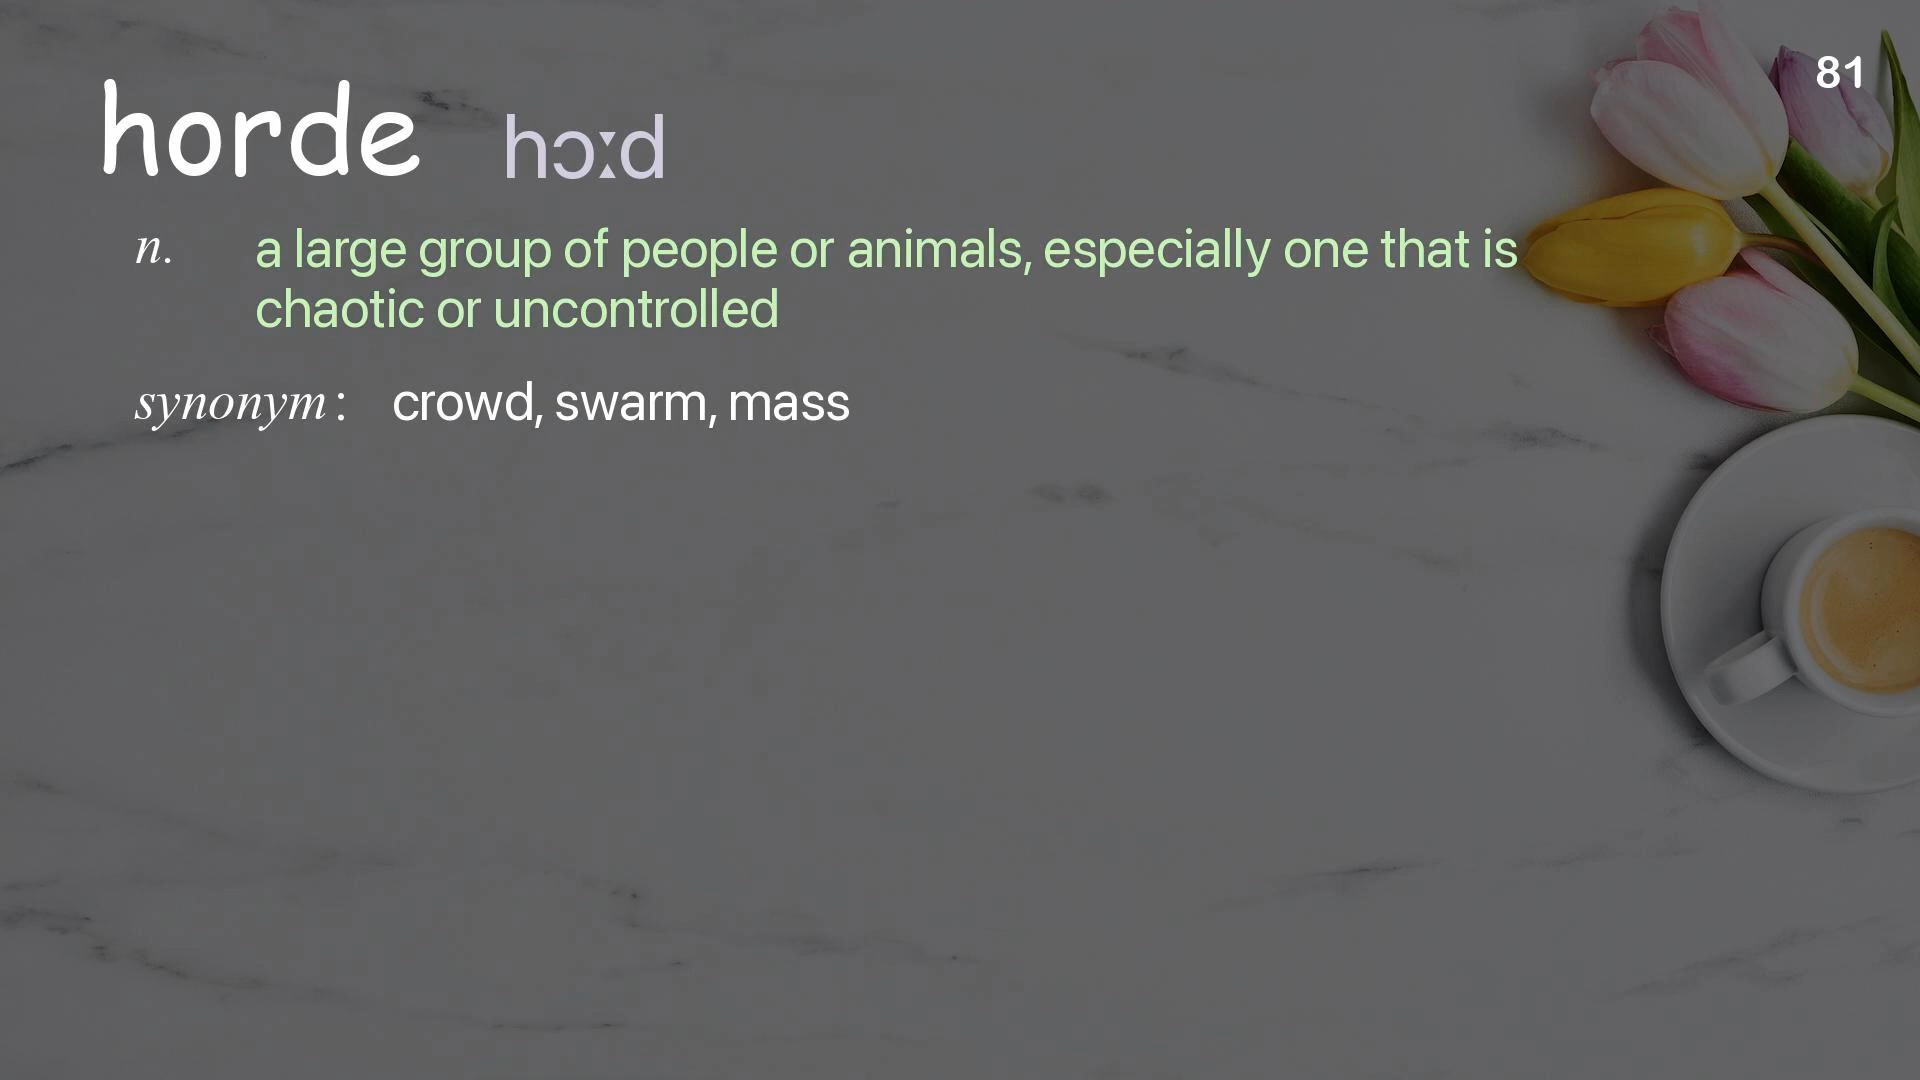 81
horde hɔːd
n. a large group of people or animals, especially one that is
chaotic or uncontrolled
synonym: crowd, swarm, mass